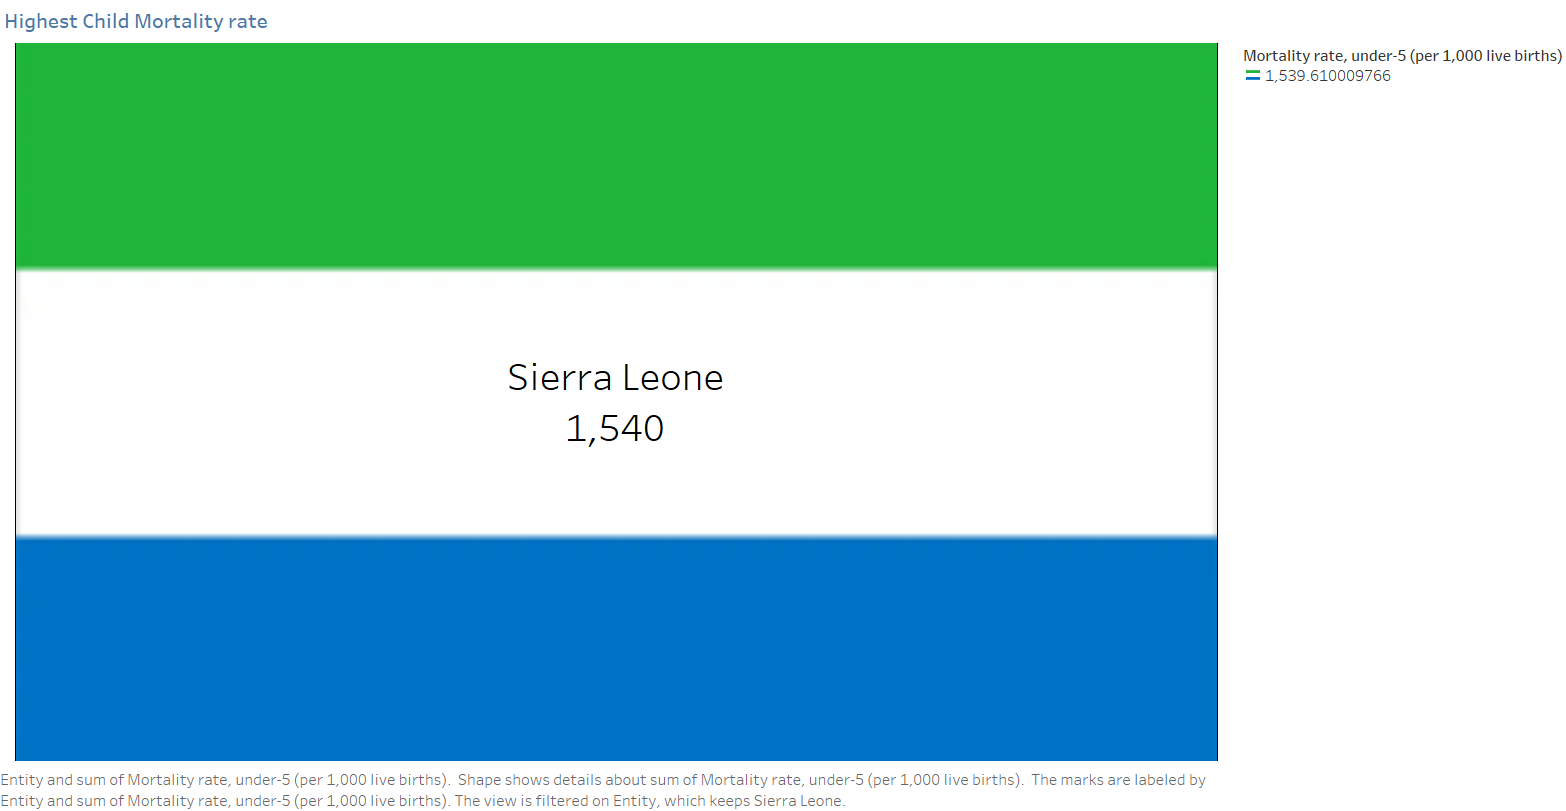 Highest Child Mortality rate
Mortality rate, under-5 (per 1,000 live births)
1,539.610009766
Sierra Leone
1,540
Entity and sum of Mortality rate, under-5 (per 1,000 live births).  Shape shows details about sum of Mortality rate, under-5 (per 1,000 live births).  The marks are labeled by
Entity and sum of Mortality rate, under-5 (per 1,000 live births). The view is filtered on Entity, which keeps Sierra Leone.